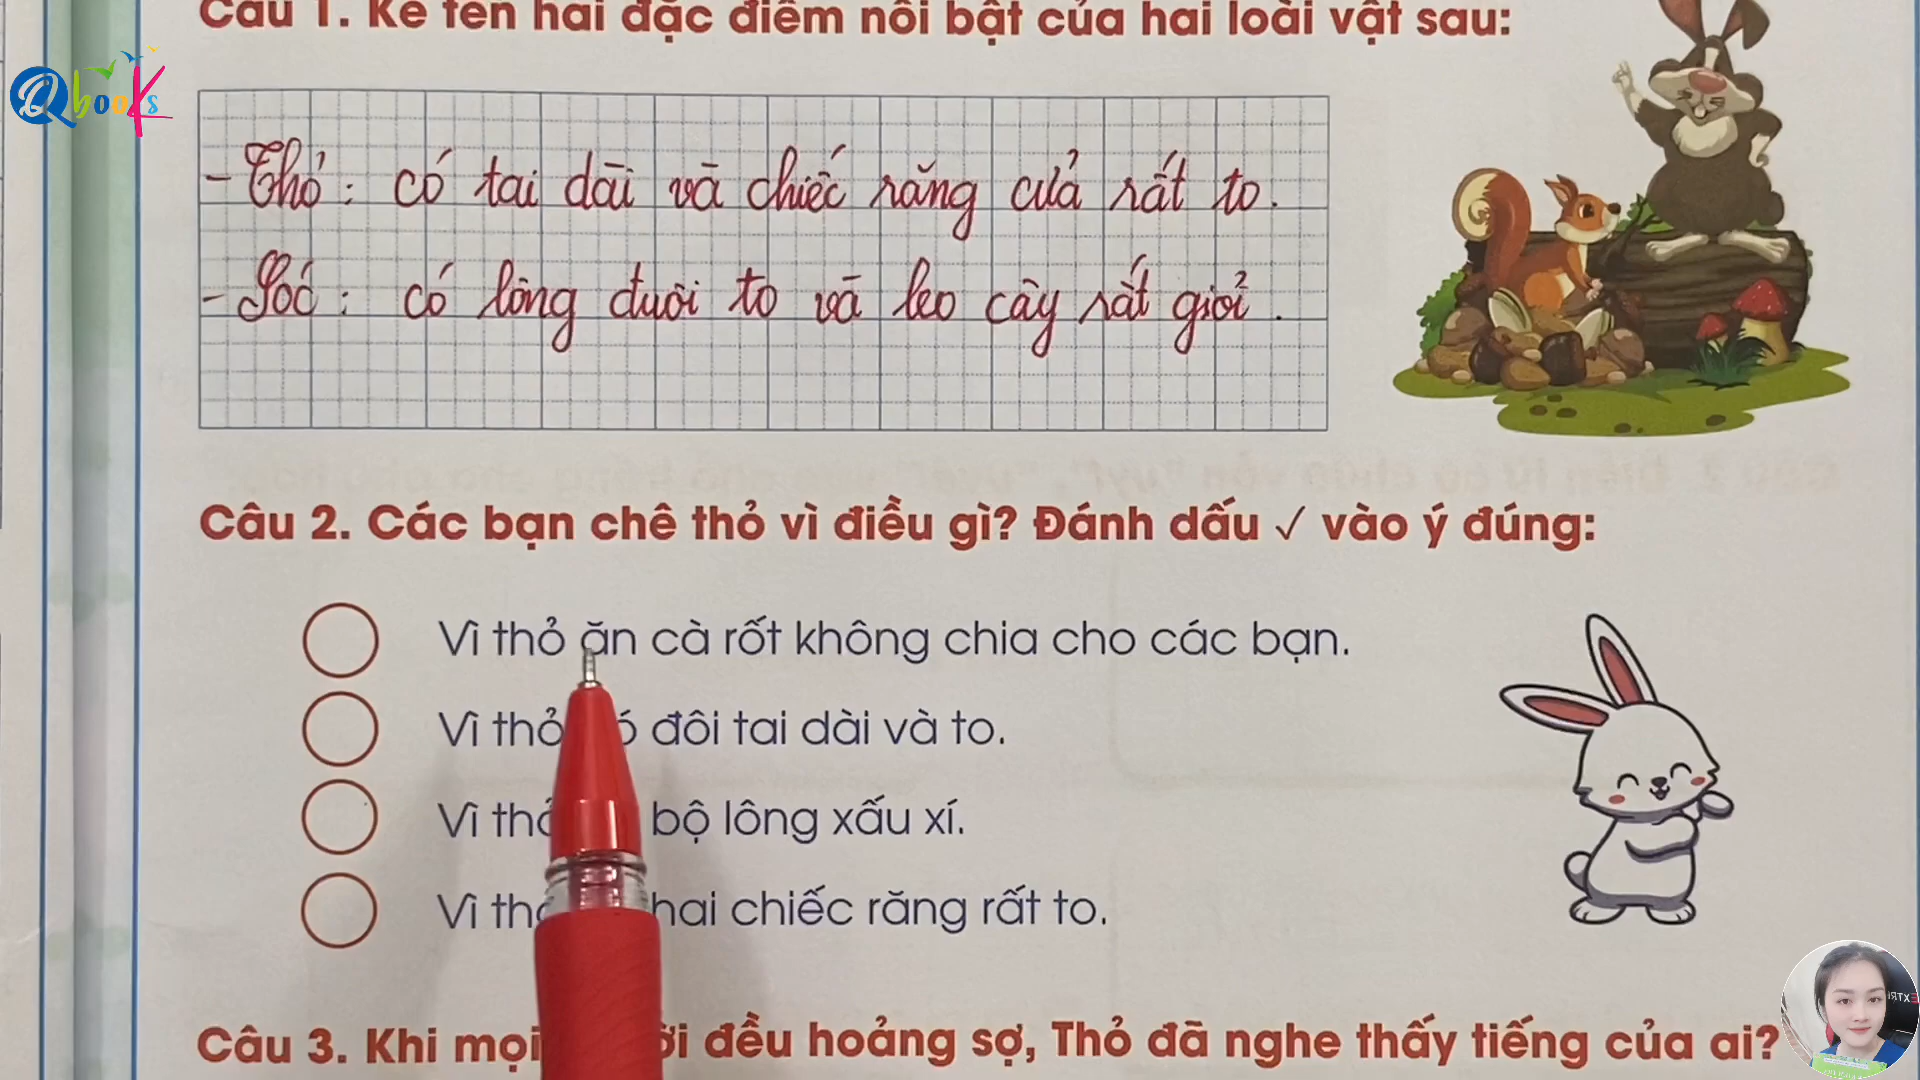 Câu 1. Kể tên hai đặc điểm nổi bật của hai loài vật sau:
Qbooks
- Thỏ: có tai dài và chiếc răng cửa rất to.
- Sóc: có lông đuôi to và leo cây rất giỏi.
Câu 2. Các bạn chê thỏ vì điều gì? Đánh dấu √ vào ý đúng:
Vì thỏ ăn cà rốt không chia cho các bạn.
Vì thỏ đôi tai dài và to.
Vì bộ lông xấu xí.
Vì hai chiếc răng rất to.
Câu 3. Khi mọi đều hoảng sợ, Thỏ đã nghe thấy tiếng của ai?